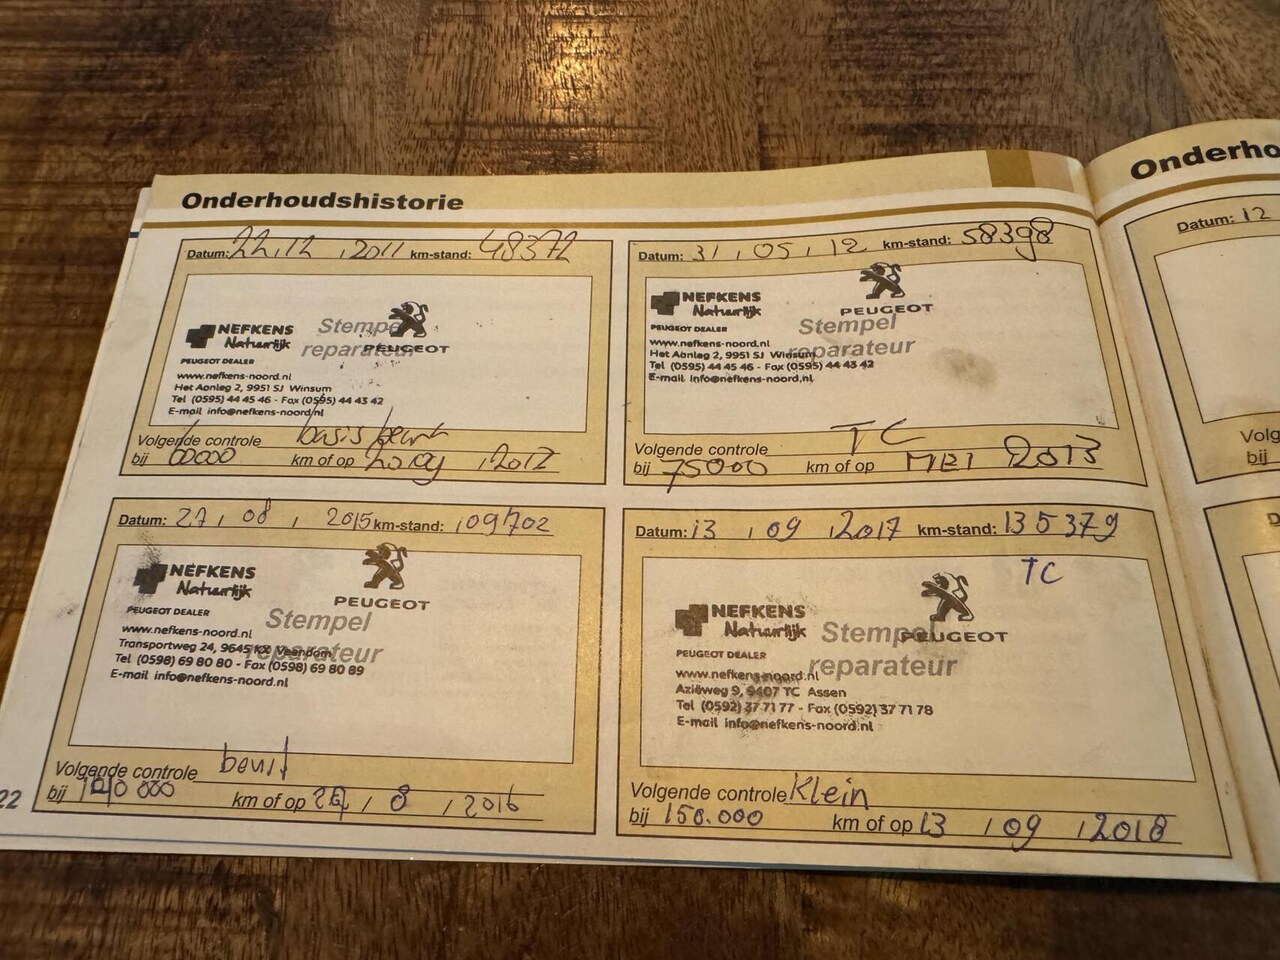 Onderhoudshistorie
Datum: 22, 12, 2011 km-stand: 48372
NEFKENS
Natuurlijk
PEUGEOT DEALER
PEUGEOT
Stempel
reparateur
www.nefkens-noord.nl
Het Aanleg 2, 9951 SJ Winsum
Tel (0595) 44 45 46 - Fax (0595) 44 43 42
E-mail info@nefkens-noord.nl
Volgende controle basis beurt
bij 60000 km of op 2012
Datum: 31, 05, 12 km-stand: 58398
NEFKENS
Natuurlijk
PEUGEOT DEALER
PEUGEOT
Stempel
reparateur
www.nefkens-noord.nl
Het Aanleg 2, 9951 SJ Winsum
Tel (0595) 44 45 46 - Fax (0595) 44 43 42
E-mail info@nefkens-noord.nl
Volgende controle TC
bij 75000 km of op MEI 2013
Datum: 27, 08, 2015 km-stand: 109702
NEFKENS
Natuurlijk
PEUGEOT DEALER
PEUGEOT
Stempel
reparateur
www.nefkens-noord.nl
Transportweg 24, 9645 KX Veendam
Tel (0598) 69 80 80 - Fax (0598) 69 80 89
E-mail info@nefkens-noord.nl
Volgende controle beurt
bij km of op 8, 2016
Datum: 13, 09, 2017 km-stand: 135379
TC
NEFKENS
Natuurlijk
PEUGEOT DEALER
PEUGEOT
Stempel
reparateur
www.nefkens-noord.nl
Aziëweg 9, 9407 TC Assen
Tel (0592) 37 71 77 - Fax (0592) 37 71 78
E-mail info@nefkens-noord.nl
Volgende controle Klein
bij 150.000 km of op 13, 09, 2018
22
Onderho
Datum: 12
Volg
bij
D